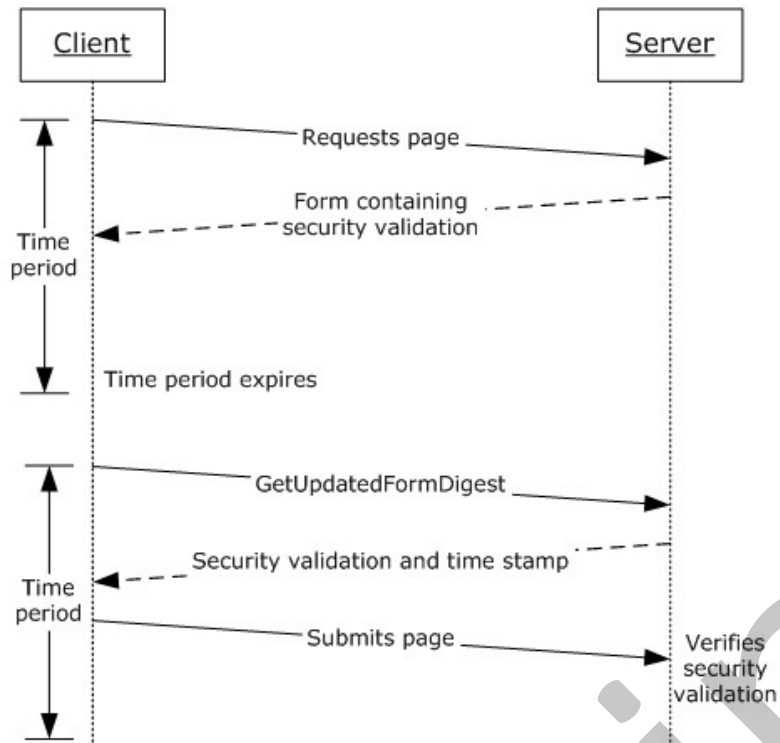 Client
Server
Requests page
Form containing
security validation
Time
period
Time period expires
GetUpdatedFormDigest
Security validation and time stamp
Time
period
Submits page
Verifies
security
validation